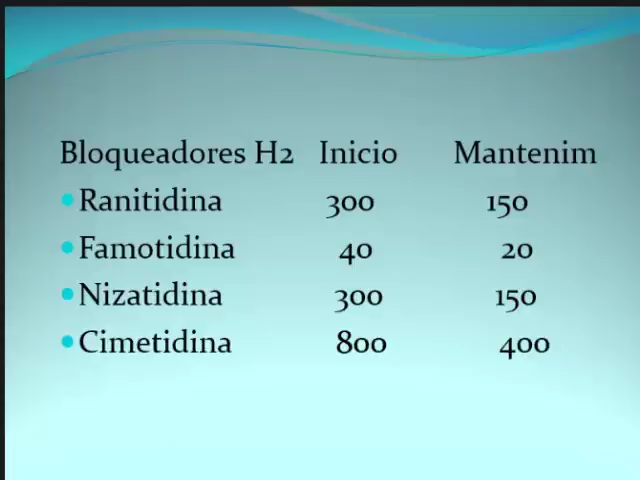 Bloqueadores H2 Inicio Mantenim
Ranitidina 300 150
Famotidina 40 20
Nizatidina 300 150
Cimetidina 800 400